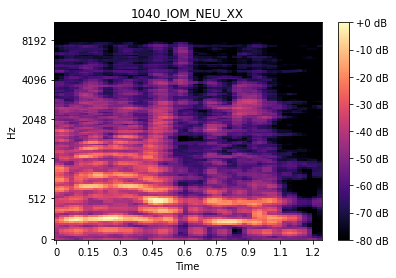 1040_IOM_NEU_XX
+0 dB
8192
-10 dB
4096
-20 dB
-30 dB
2048
Hz
-40 dB
1024
-50 dB
512
-60 dB
-70 dB
0
-80 dB
0 0.15 0.3 0.45 0.6 0.75 0.9 1.1 1.2
Time